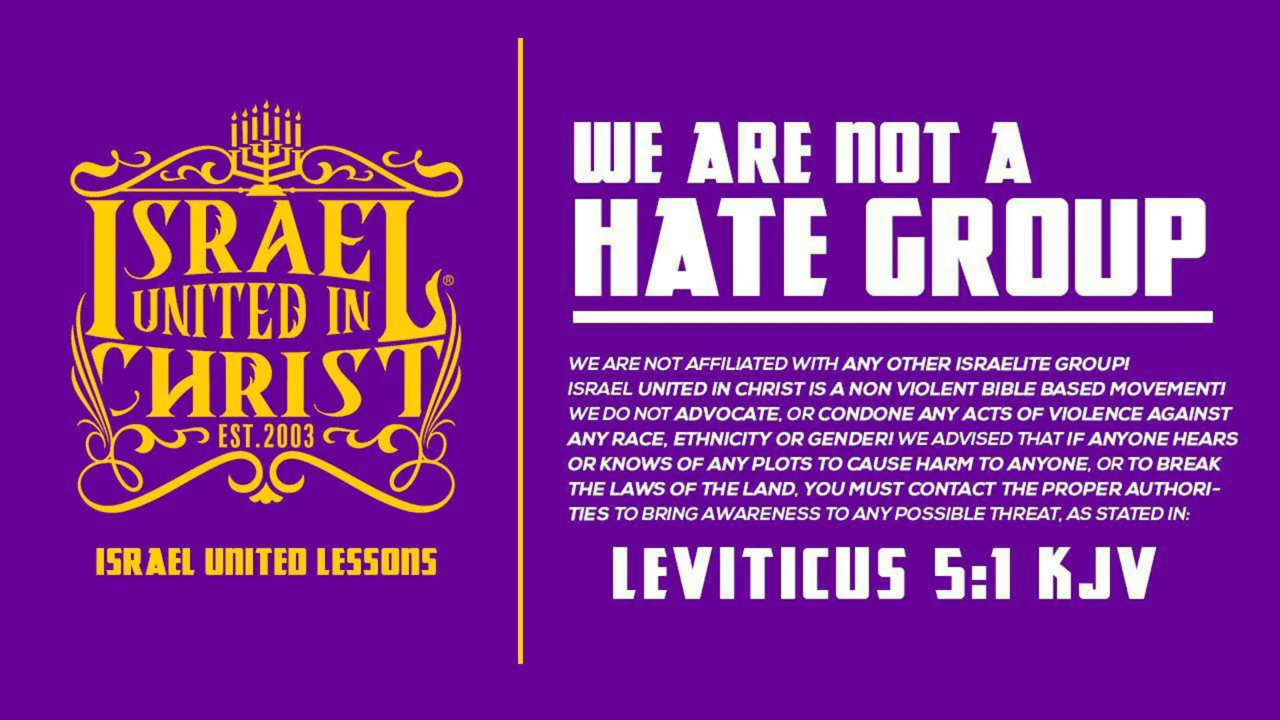 ISRAEL
UNITED IN
CHRIST
®
EST.2003
ISRAEL UNITED LESSONS
WE ARE NOT A
HATE GROUP
WE ARE NOT AFFILIATED WITH ANY OTHER ISRAELITE GROUP!
ISRAEL UNITED IN CHRIST IS A NON VIOLENT BIBLE BASED MOVEMENT!
WE DO NOT ADVOCATE, OR CONDONE ANY ACTS OF VIOLENCE AGAINST
ANY RACE, ETHNICITY OR GENDER! WE ADVISED THAT IF ANYONE HEARS
OR KNOWS OF ANY PLOTS TO CAUSE HARM TO ANYONE, OR TO BREAK
THE LAWS OF THE LAND, YOU MUST CONTACT THE PROPER AUTHORI-
TIES TO BRING AWARENESS TO ANY POSSIBLE THREAT, AS STATED IN:
LEVITICUS 5:1 KJV